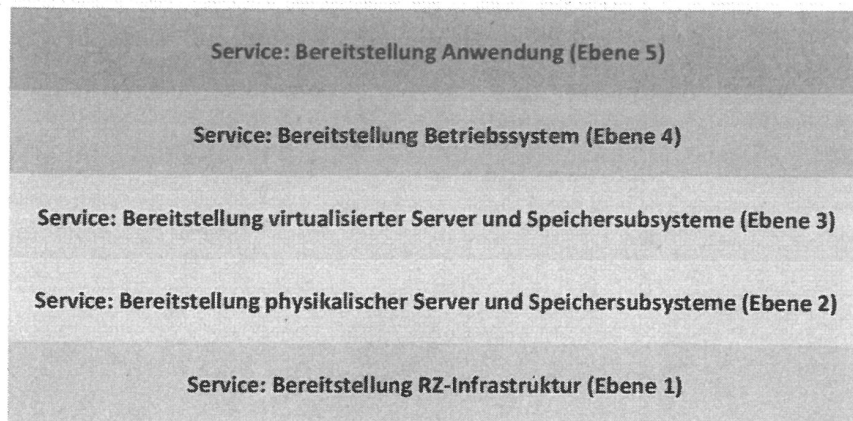 Service: Bereitstellung Anwendung (Ebene 5)
Service: Bereitstellung Betriebssystem (Ebene 4)
Service: Bereitstellung virtualisierter Server und Speichersubsysteme (Ebene 3)
Service: Bereitstellung physikalischer Server und Speichersubsysteme (Ebene 2)
Service: Bereitstellung RZ-Infrastruktur (Ebene 1)